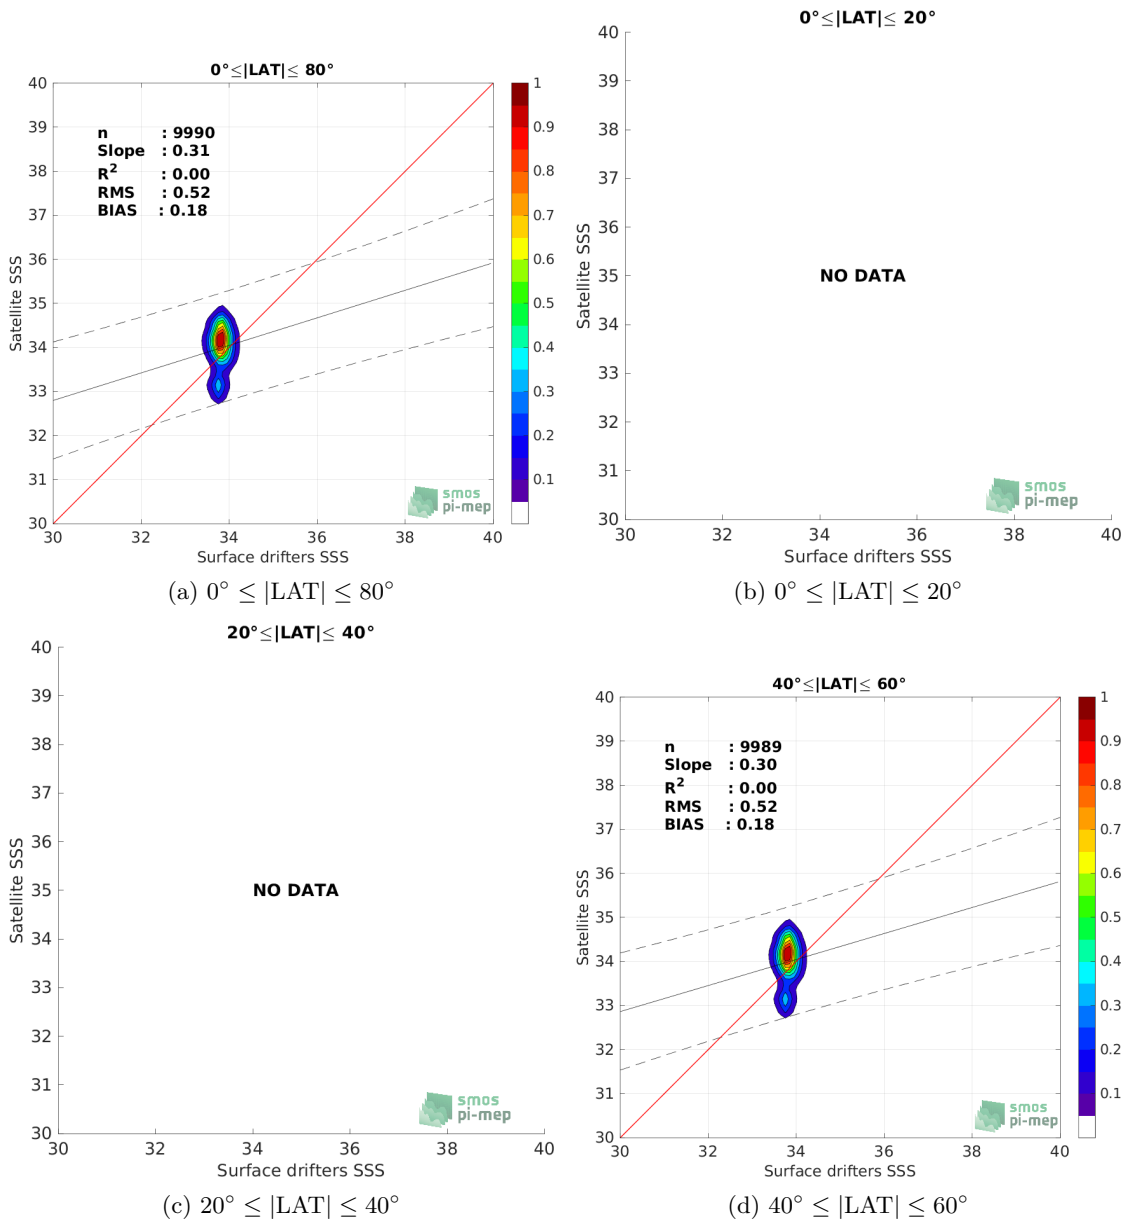 0°≤|LAT|≤ 80°
40
39
38
37
36
35
34
33
32
31
30
30
32
34
36
38
40
Satellite SSS
Surface drifters SSS
n : 9990
Slope : 0.31
R² : 0.00
RMS : 0.52
BIAS : 0.18
smos
pi-mep
1
0.9
0.8
0.7
0.6
0.5
0.4
0.3
0.2
0.1
(a) 0° ≤ |LAT| ≤ 80°
0°≤|LAT|≤ 20°
40
39
38
37
36
35
34
33
32
31
30
30
32
34
36
38
40
Satellite SSS
Surface drifters SSS
NO DATA
smos
pi-mep
(b) 0° ≤ |LAT| ≤ 20°
20°≤|LAT|≤ 40°
40
39
38
37
36
35
34
33
32
31
30
30
32
34
36
38
40
Satellite SSS
Surface drifters SSS
NO DATA
smos
pi-mep
(c) 20° ≤ |LAT| ≤ 40°
40°≤|LAT|≤ 60°
40
39
38
37
36
35
34
33
32
31
30
30
32
34
36
38
40
Satellite SSS
Surface drifters SSS
n : 9989
Slope : 0.30
R² : 0.00
RMS : 0.52
BIAS : 0.18
smos
pi-mep
1
0.9
0.8
0.7
0.6
0.5
0.4
0.3
0.2
0.1
(d) 40° ≤ |LAT| ≤ 60°